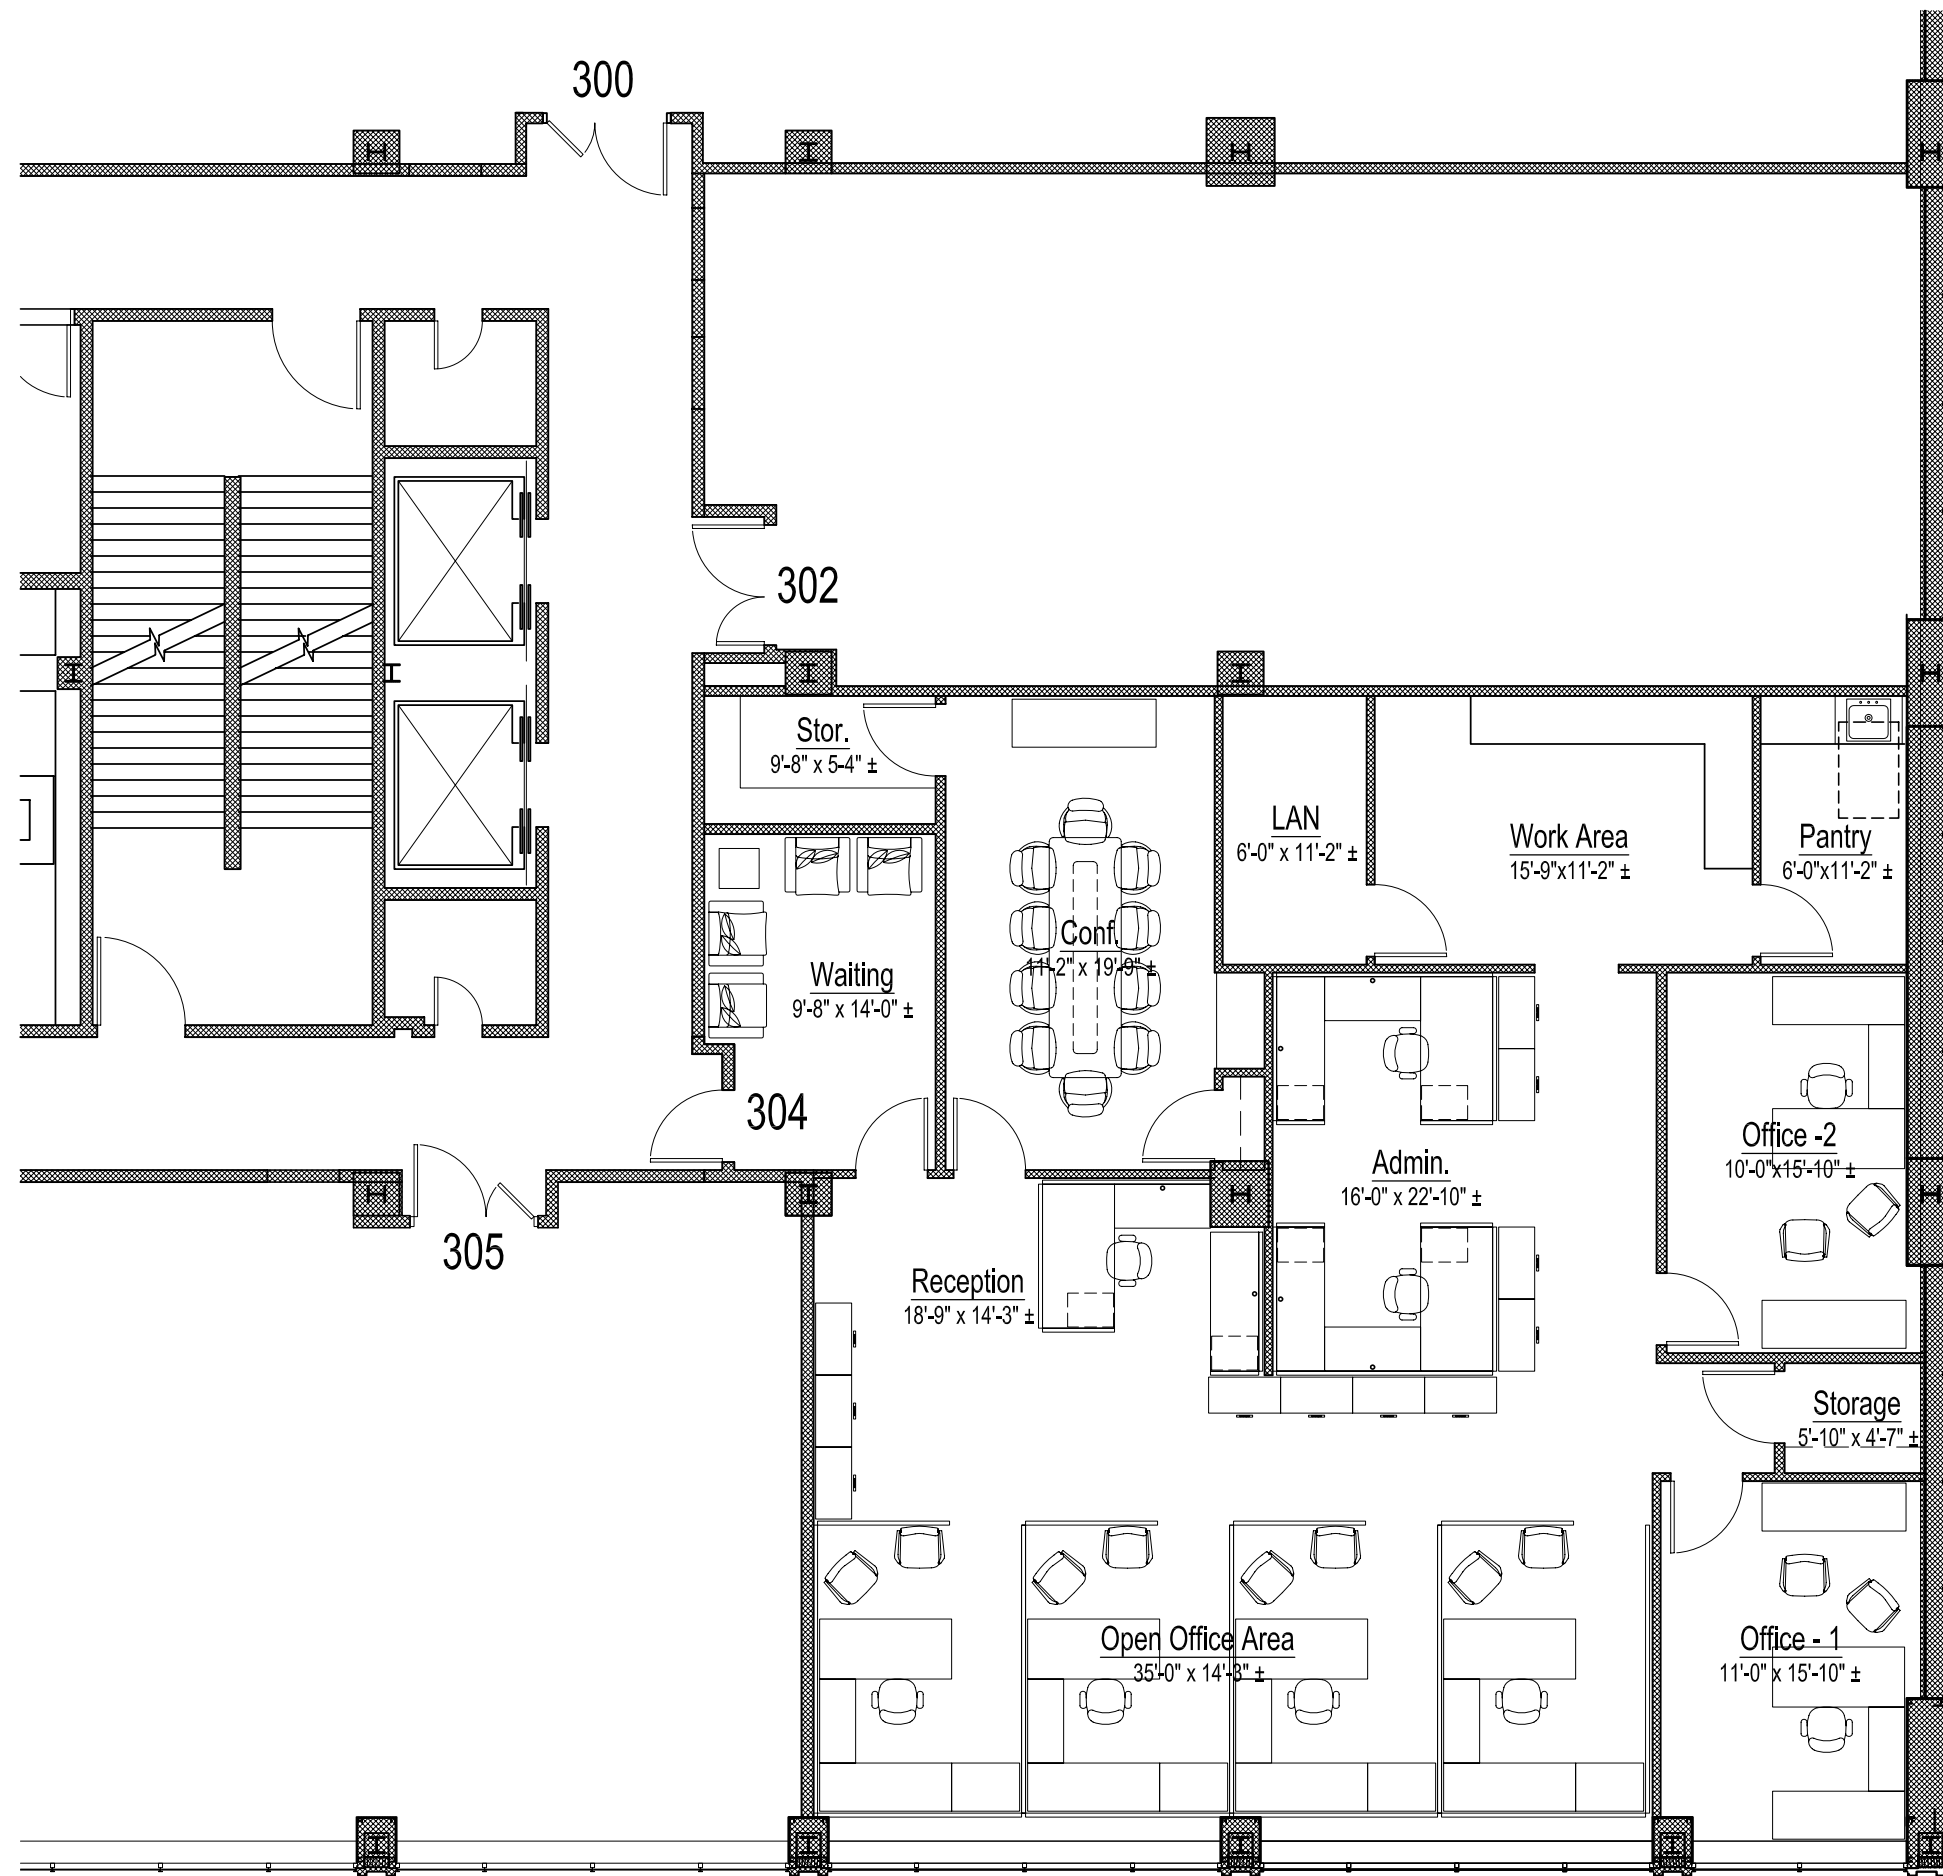 300
302
Stor.
9'-8" x 5-4" ±
LAN
6'-0" x 11'-2" ±
Work Area
15'-9"x11'-2" ±
Pantry
6'-0"x11'-2" ±
Conf.
11'-2" x 19'-9" ±
Waiting
9'-8" x 14'-0" ±
304
Office -2
10'-0"x15'-10" ±
Admin.
16'-0" x 22'-10" ±
305
Reception
18'-9" x 14'-3" ±
Storage
5'-10" x 4'-7" ±
Open Office Area
35'-0" x 14'-3" ±
Office - 1
11'-0" x 15'-10" ±